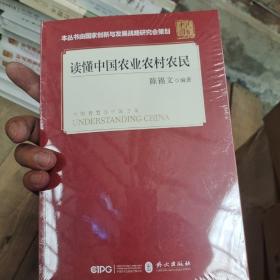 本丛书由国家创新与发展战略研究会策划
读懂中国农业农村农民
陈锡文 编著
UNDERSTANDING CHINA
CIPG
外文出版社